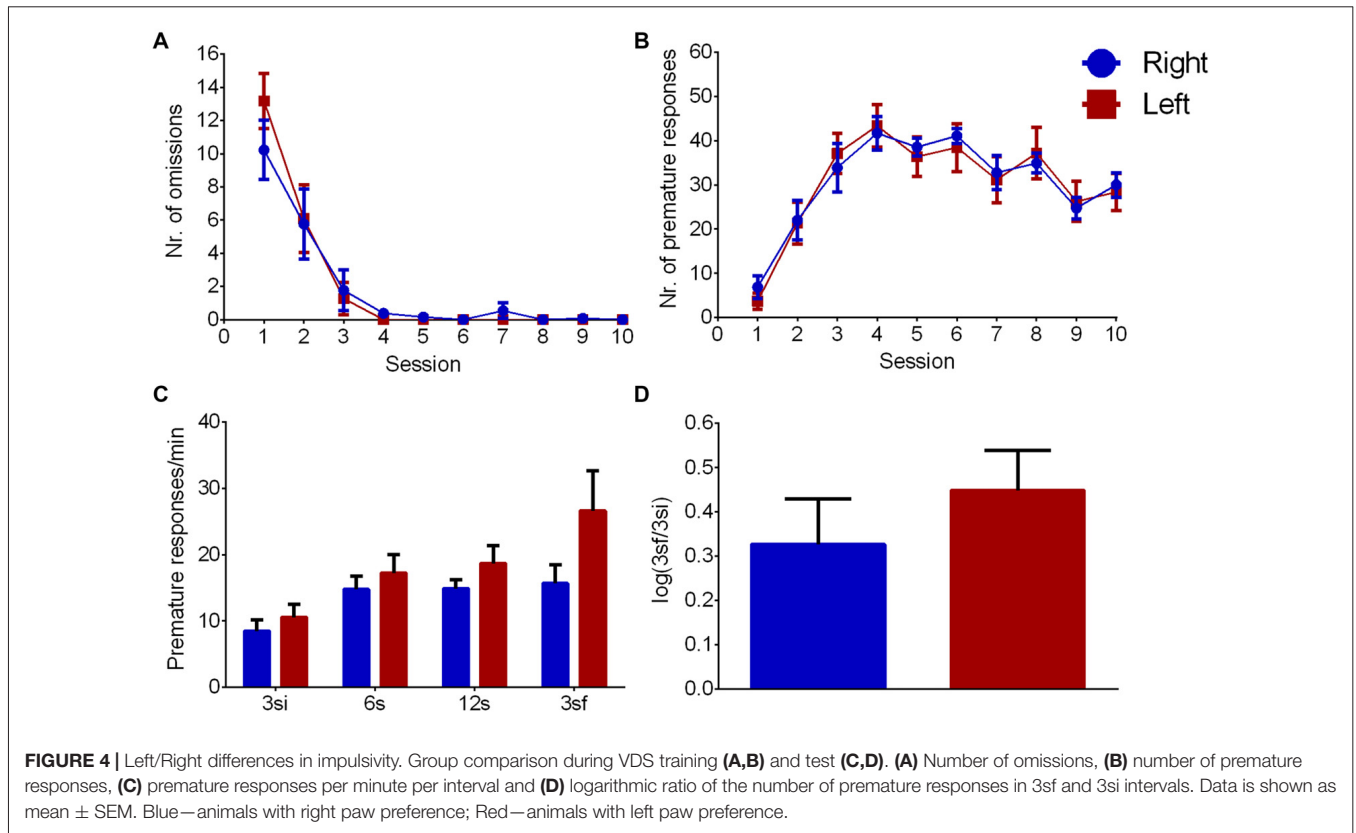 A
16
14
12
10
8
6
4
2
0
Nr. of omissions
0 1 2 3 4 5 6 7 8 9 10
Session
B
60
50
40
30
20
10
0
Nr. of premature responses
0 1 2 3 4 5 6 7 8 9 10
Session
Right
Left
C
40
30
20
10
0
Premature responses/min
3si 6s 12s 3sf
D
0.6
0.5
0.4
0.3
0.2
0.1
0.0
log(3sf/3si)
FIGURE 4 | Left/Right differences in impulsivity. Group comparison during VDS training (A,B) and test (C,D). (A) Number of omissions, (B) number of premature
responses, (C) premature responses per minute per interval and (D) logarithmic ratio of the number of premature responses in 3sf and 3si intervals. Data is shown as
mean ± SEM. Blue—animals with right paw preference; Red—animals with left paw preference.